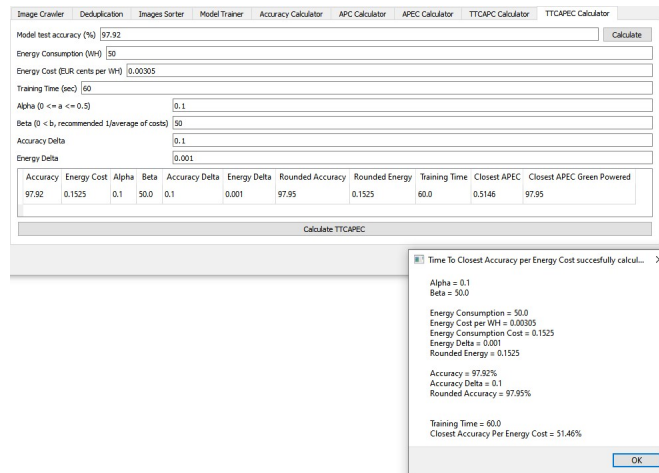 Image Crawler Deduplication Images Sorter Model Trainer Accuracy Calculator APC Calculator APEC Calculator TTCAPC Calculator TTCAPEC Calculator
Model test accuracy (%) 97.92 Calculate
Energy Consumption (WH) 50
Energy Cost (EUR cents per WH) 0.00305
Training Time (sec) 60
Alpha (0 <= a <= 0.5) 0.1
Beta (0 < b, recommended 1/average of costs) 50
Accuracy Delta 0.1
Energy Delta 0.001
Accuracy Energy Cost Alpha Beta Accuracy Delta Energy Delta Rounded Accuracy Rounded Energy Training Time Closest APEC Closest APEC Green Powered
97.92 0.1525 0.1 50.0 0.1 0.001 97.95 0.1525 60.0 0.5146 97.95
Calculate TTCAPEC
Time To Closest Accuracy per Energy Cost succesfully calcul...
Alpha = 0.1
Beta = 50.0
Energy Consumption = 50.0
Energy Cost per WH = 0.00305
Energy Consumption Cost = 0.1525
Energy Delta = 0.001
Rounded Energy = 0.1525
Accuracy = 97.92%
Accuracy Delta = 0.1
Rounded Accuracy = 97.95%
Training Time = 60.0
Closest Accuracy Per Energy Cost = 51.46%
OK